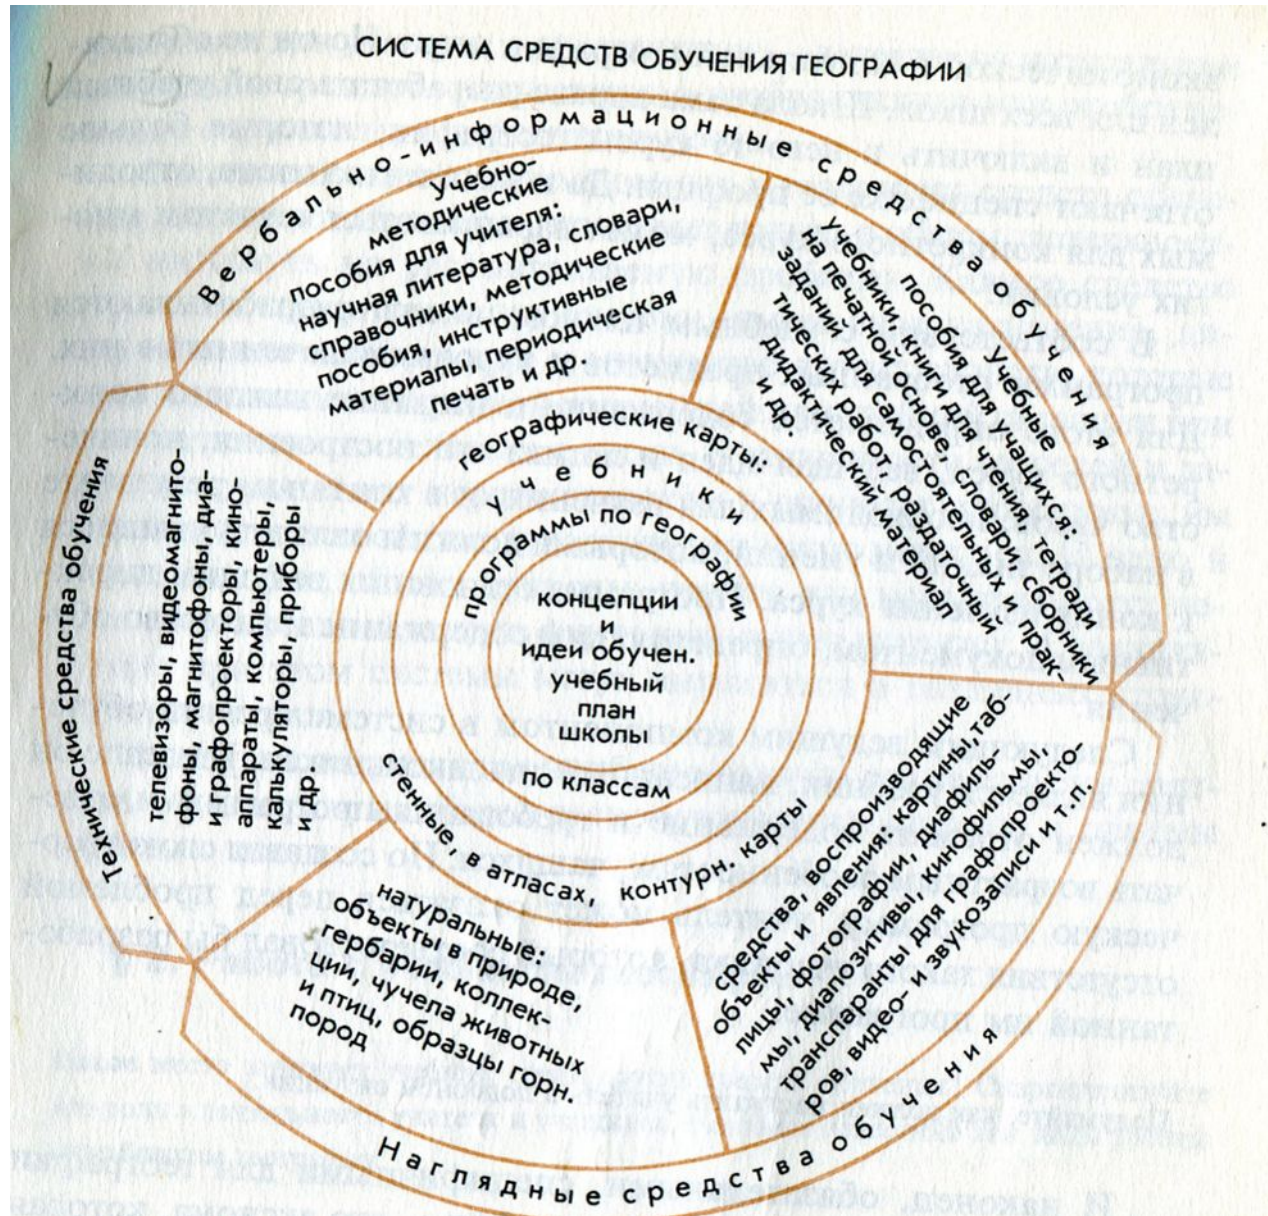 СИСТЕМА СРЕДСТВ ОБУЧЕНИЯ ГЕОГРАФИИ
Вербально-информационные средства обучения
Учебно-
методические
пособия для учителя:
научная литература, словари,
справочники, методические
пособия, инструктивные
материалы, периодическая
печать и др.
Учебные
пособия для учащихся:
учебники, книги для чтения, тетради
на печатной основе, словари, сборники
заданий для самостоятельных и прак-
тических работ, раздаточный
дидактический материал
и др.
географические карты:
учебники
программы по географии
концепции
и
идеи обучен.
учебный
план
школы
по классам
стенные, в атласах, контурн. карты
Технические средства обучения
телевизоры, видеомагнито-
фоны, магнитофоны, диа-
и графопроекторы, кино-
аппараты, компьютеры,
калькуляторы, приборы
и др.
натуральные:
объекты в природе,
гербарии, коллек-
ции, чучела животных
и птиц, образцы горн.
пород
средства, воспроизводящие
объекты и явления: картины, таб-
лицы, фотографии, диафиль-
мы, диапозитивы, кинофильмы,
транспаранты для графопроекто-
ров, видео- и звукозаписи и т.п.
Наглядные средства обучения